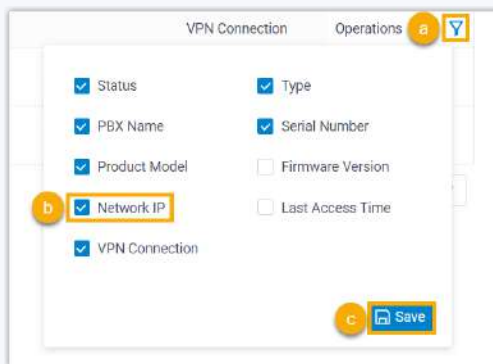 VPN Connection Operations a
Status Type
PBX Name Serial Number
Product Model Firmware Version
b Network IP Last Access Time
VPN Connection
c Save